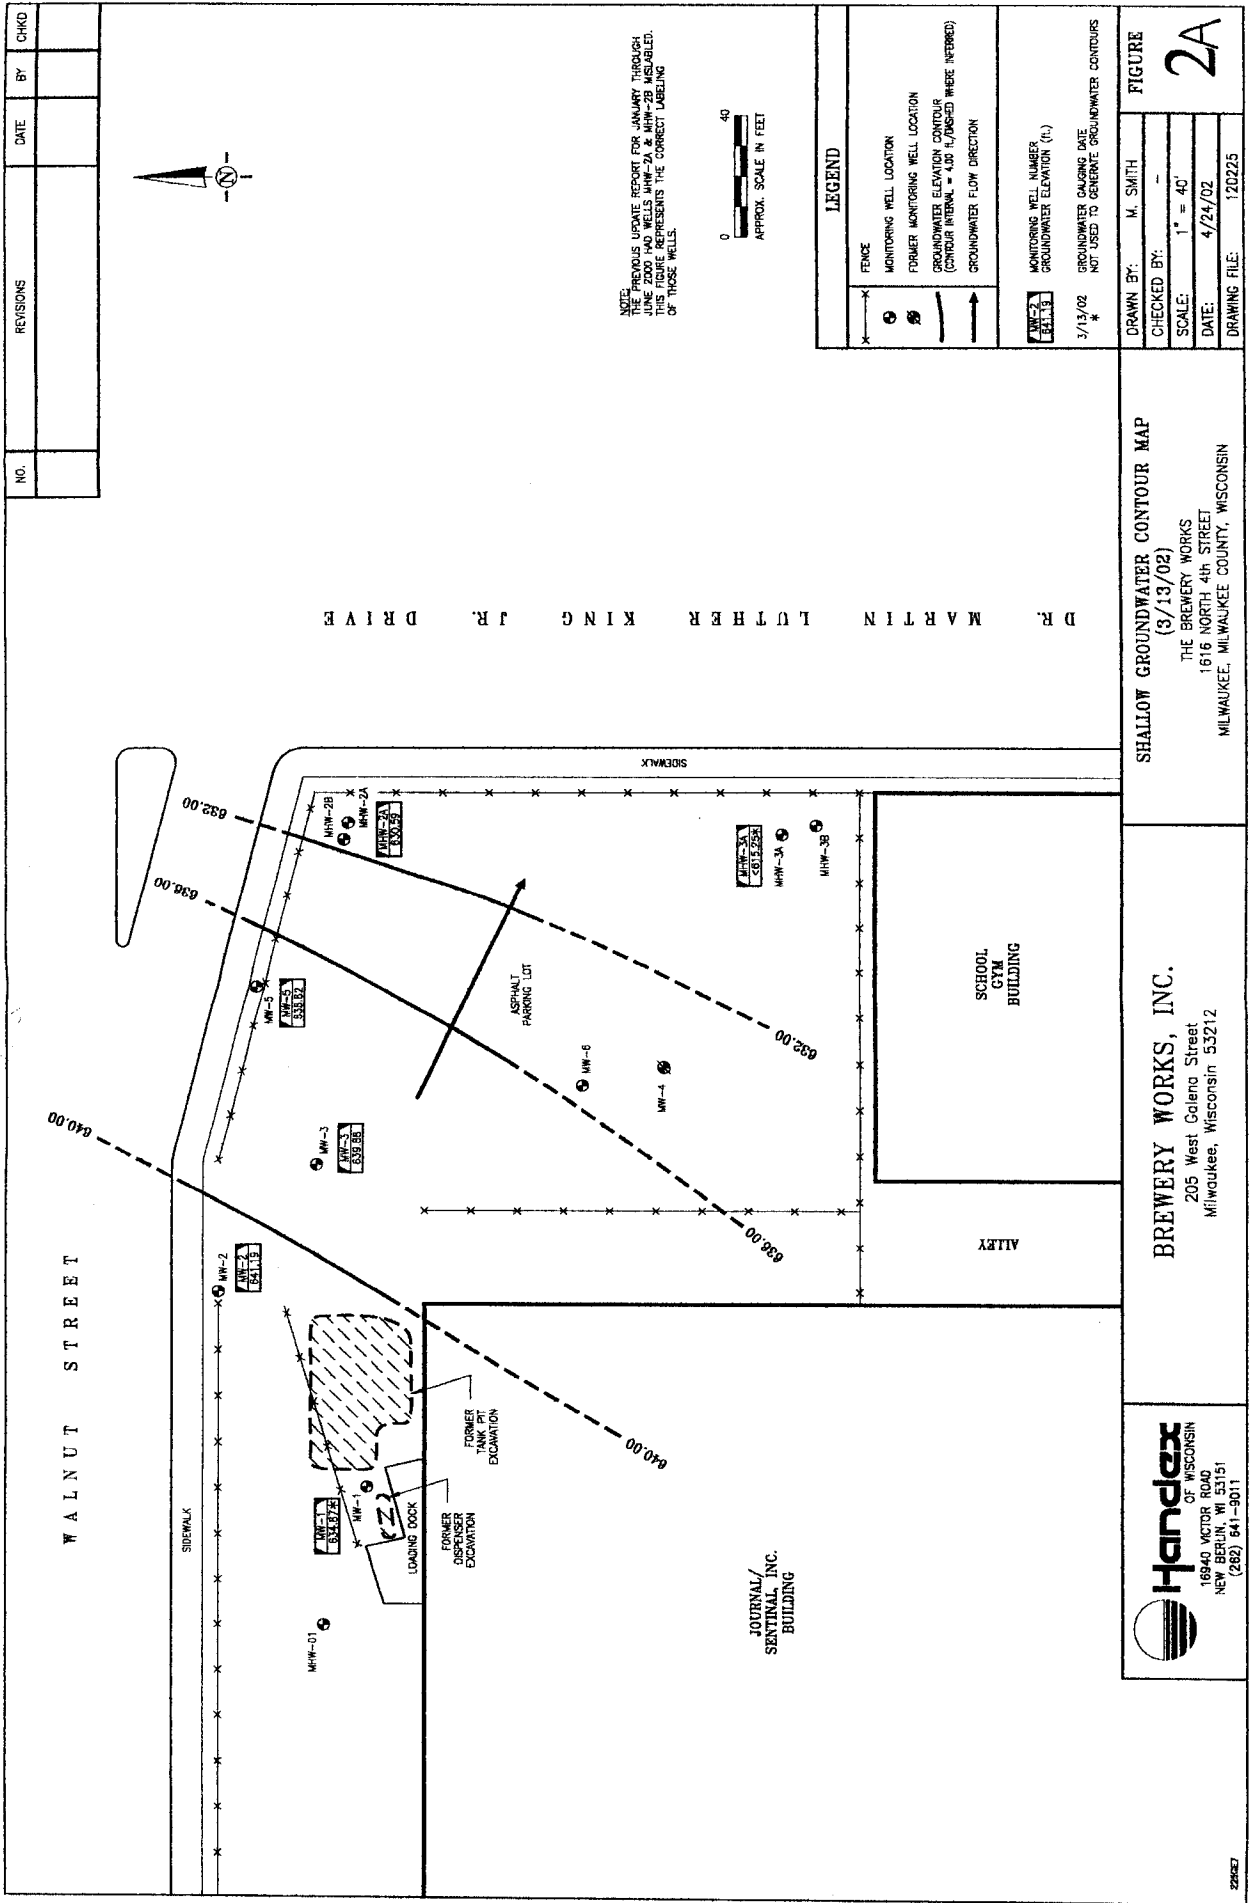 NO.
REVISIONS
DATE
BY
CHKD
N
WALNUT STREET
SIDEWALK
640.00
636.00
632.00
MW-2
MW-2
641.19
MW-3
MW-3
639.88
MW-5
MW-5
MHW-2B
MHW-2A
MHW-2A
630.59
MHW-01
MW-1
634.87*
MW-1
LOADING DOCK
FORMER
DISPENSER
EXCAVATION
FORMER
TANK PIT
EXCAVATION
ASPHALT
PARKING LOT
MW-6
MW-4
MHW-3A
<615.25*
MHW-3A
MHW-3B
640.00
636.00
632.00
SIDEWALK
DR. MARTIN LUTHER KING JR. DRIVE
JOURNAL/
SENTINAL, INC.
BUILDING
ALLEY
SCHOOL
GYM
BUILDING
NOTE:
THE PREVIOUS UPDATE REPORT FOR JANUARY THROUGH
JUNE 2000 HAD WELLS MHW-2A & MHW-2B MISLABLED.
THIS FIGURE REPRESENTS THE CORRECT LABELING
OF THOSE WELLS.
0 40
APPROX. SCALE IN FEET
LEGEND
FENCE
MONITORING WELL LOCATION
FORMER MONITORING WELL LOCATION
GROUNDWATER ELEVATION CONTOUR
(CONTOUR INTERVAL = 4.00 ft./DASHED WHERE INFERRED)
GROUNDWATER FLOW DIRECTION
MW-2 MONITORING WELL NUMBER
641.19 GROUNDWATER ELEVATION (ft.)
3/13/02 GROUNDWATER GAUGING DATE
* NOT USED TO GENERATE GROUNDWATER CONTOURS
Handex
OF WISCONSIN
16940 VICTOR ROAD
NEW BERLIN, WI 53151
(262) 641-9011
BREWERY WORKS, INC.
205 West Galena Street
Milwaukee, Wisconsin 53212
SHALLOW GROUNDWATER CONTOUR MAP
(3/13/02)
THE BREWERY WORKS
1616 NORTH 4th STREET
MILWAUKEE, MILWAUKEE COUNTY, WISCONSIN
DRAWN BY: M. SMITH
CHECKED BY: -
SCALE: 1" = 40'
DATE: 4/24/02
DRAWING FILE: 120225
FIGURE
2A